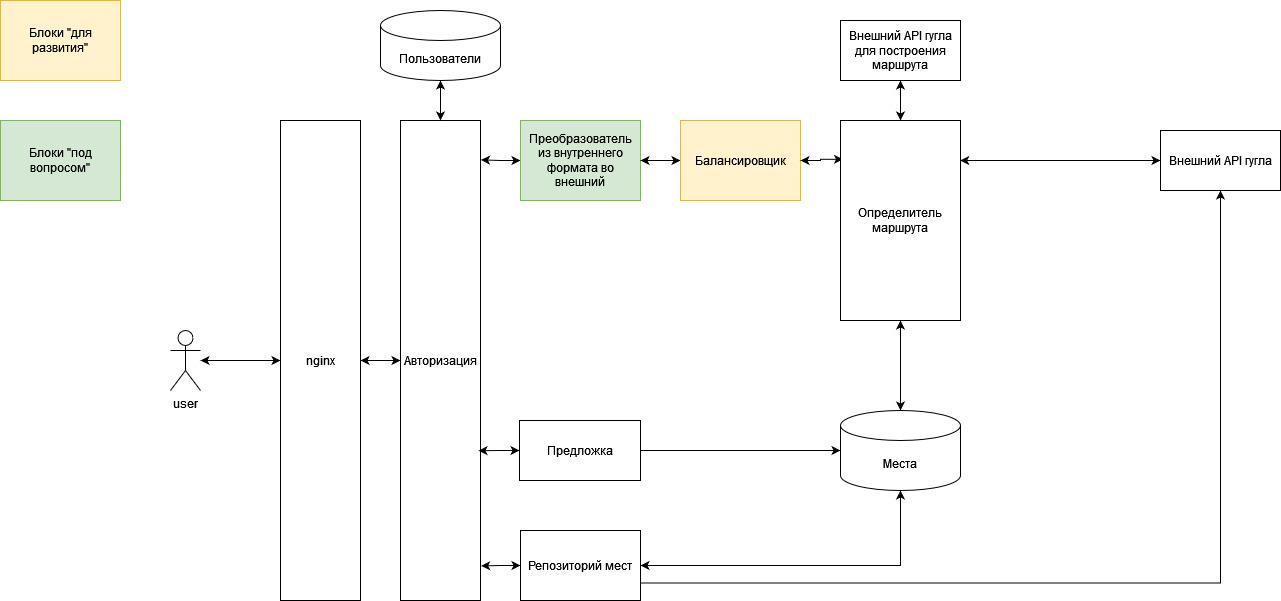 Блоки "для
развития"
Пользователи
Внешний API гугла
для построения
маршрута
Блоки "под
вопросом"
Преобразователь
из внутреннего
формата во
внешний
Балансировщик
Внешний API гугла
Определитель
маршрута
nginx
Авторизация
user
Предложка
Места
Репозиторий мест